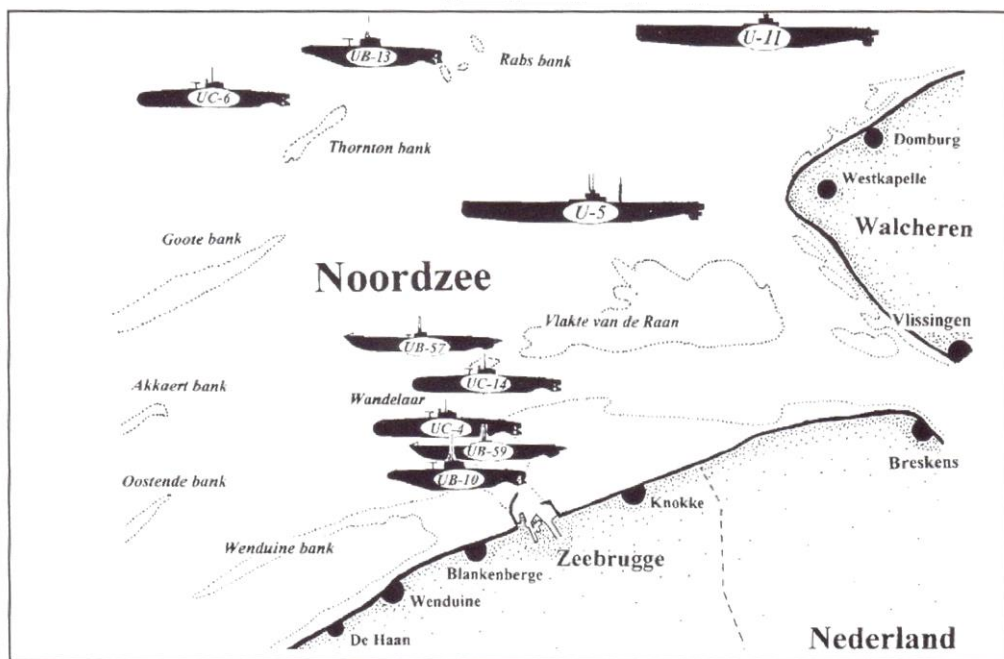 U-11
UB-13
Rabs bank
UC-6
Thornton bank
Domburg
Westkapelle
U-5
Walcheren
Goote bank
Noordzee
Vlakte van de Raan
Vlissingen
UB-57
UC-14
Akkaert bank
Wandelaar
UC-4
UB-59
Breskens
UB-10
Oostende bank
Knokke
Wenduine bank
Zeebrugge
Blankenberge
Wenduine
De Haan
Nederland